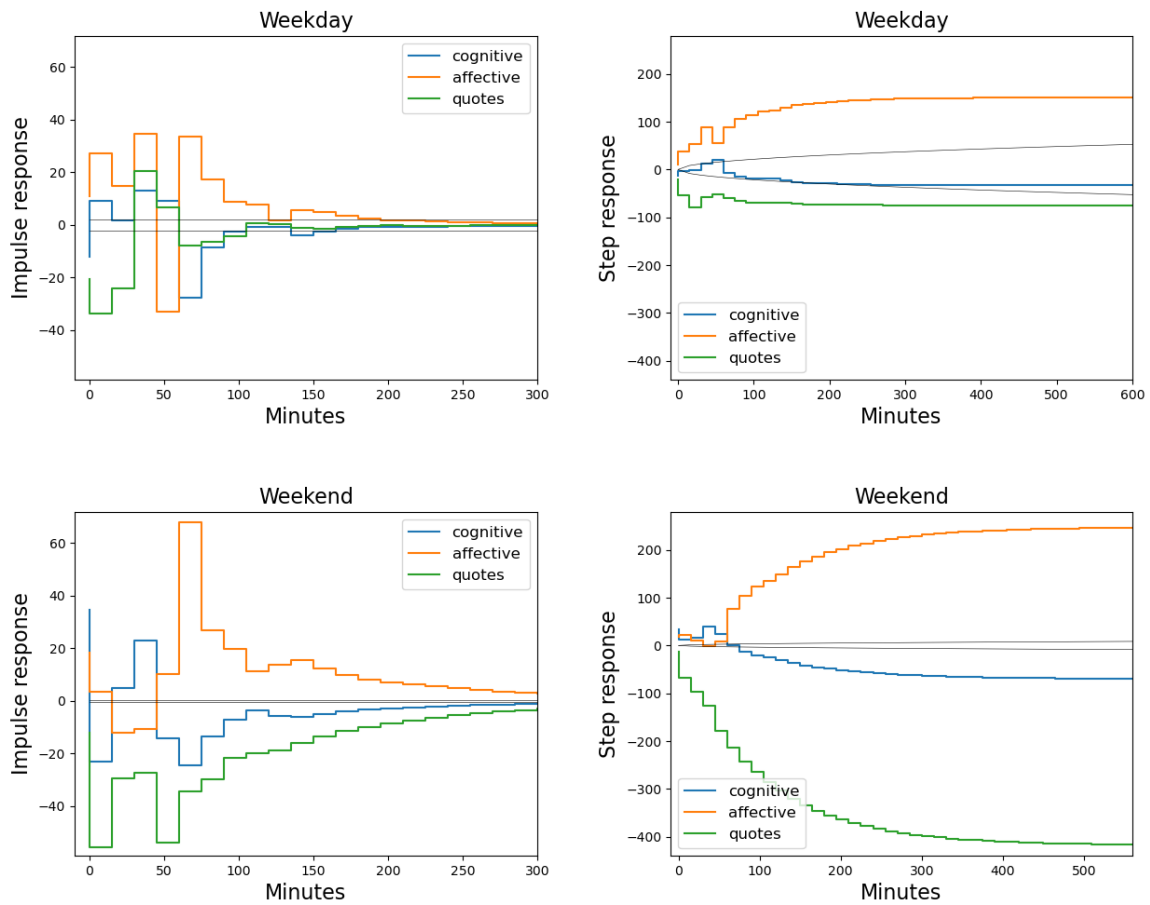 Weekday
Impulse response
60
40
20
0
−20
−40
cognitive
affective
quotes
0 50 100 150 200 250 300
Minutes
Weekday
Step response
200
100
0
−100
−200
−300
−400
cognitive
affective
quotes
0 100 200 300 400 500 600
Minutes
Weekend
Impulse response
60
40
20
0
−20
−40
cognitive
affective
quotes
0 50 100 150 200 250 300
Minutes
Weekend
Step response
200
100
0
−100
−200
−300
−400
cognitive
affective
quotes
0 100 200 300 400 500
Minutes